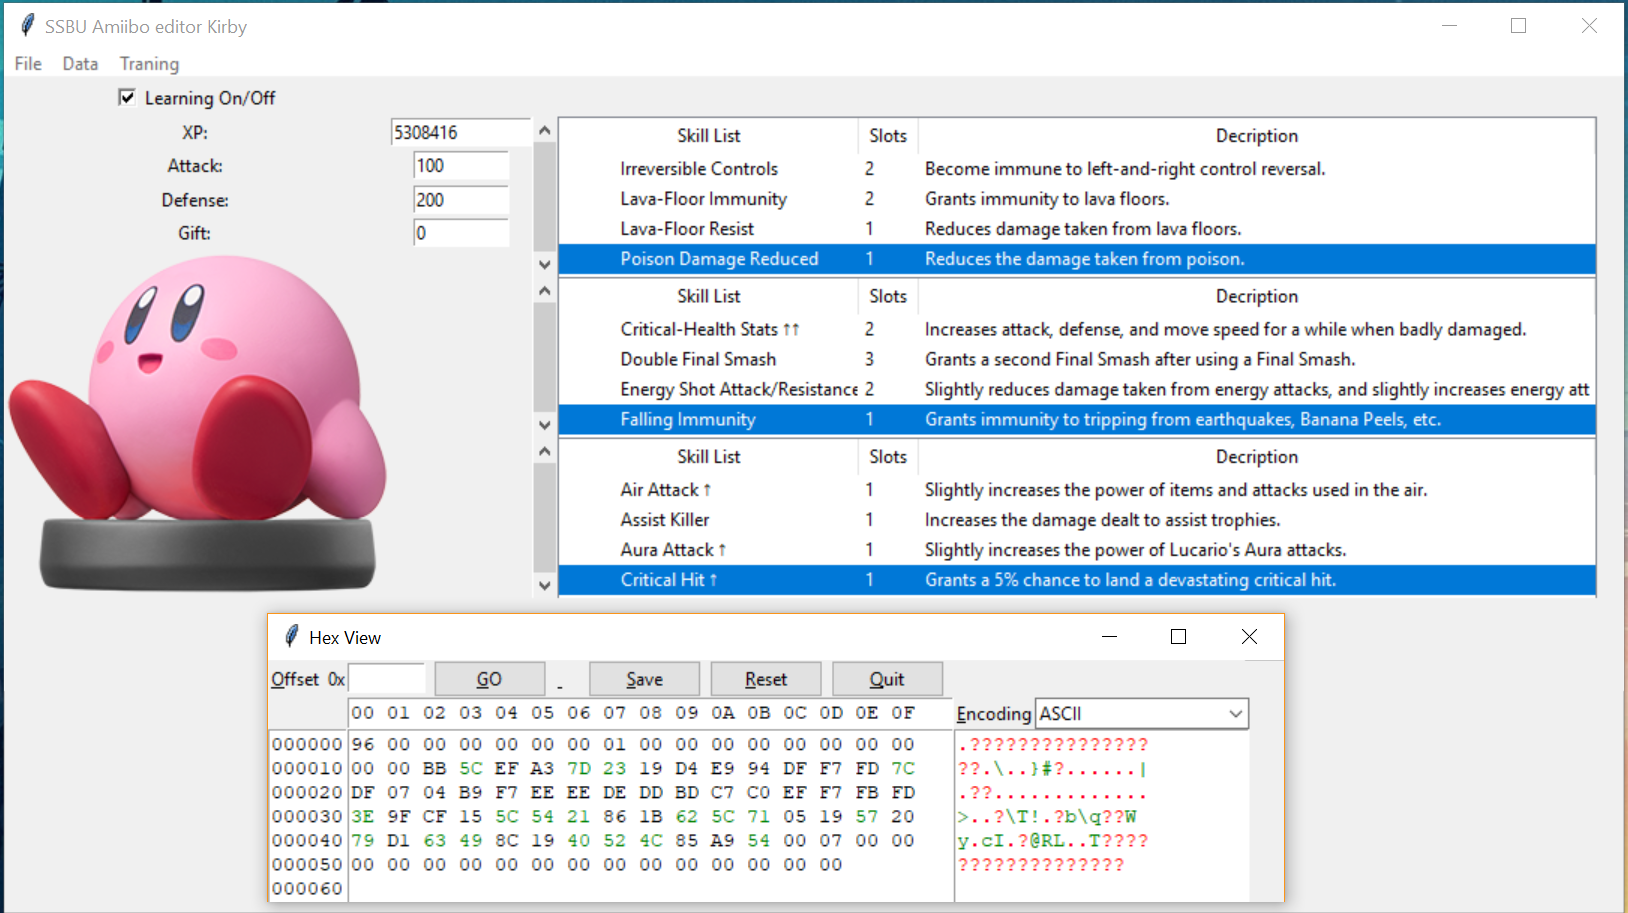 SSBU Amiibo editor Kirby
File Data Traning
Learning On/Off
XP: 5308416
Attack: 100
Defense: 200
Gift: 0
Skill List Slots Decription
Irreversible Controls 2 Become immune to left-and-right control reversal.
Lava-Floor Immunity 2 Grants immunity to lava floors.
Lava-Floor Resist 1 Reduces damage taken from lava floors.
Poison Damage Reduced 1 Reduces the damage taken from poison.
Skill List Slots Decription
Critical-Health Stats ↑↑ 2 Increases attack, defense, and move speed for a while when badly damaged.
Double Final Smash 3 Grants a second Final Smash after using a Final Smash.
Energy Shot Attack/Resistance 2 Slightly reduces damage taken from energy attacks, and slightly increases energy att
Falling Immunity 1 Grants immunity to tripping from earthquakes, Banana Peels, etc.
Skill List Slots Decription
Air Attack ↑ 1 Slightly increases the power of items and attacks used in the air.
Assist Killer 1 Increases the damage dealt to assist trophies.
Aura Attack ↑ 1 Slightly increases the power of Lucario's Aura attacks.
Critical Hit ↑ 1 Grants a 5% chance to land a devastating critical hit.
Hex View
Offset 0x GO _ Save Reset Quit
00 01 02 03 04 05 06 07 08 09 0A 0B 0C 0D 0E 0F Encoding ASCII
000000 96 00 00 00 00 00 00 01 00 00 00 00 00 00 00 00 .???????????????
000010 00 00 BB 5C EF A3 7D 23 19 D4 E9 94 DF F7 FD 7C ??.\..}#?......|
000020 DF 07 04 B9 F7 EE EE DE DD BD C7 C0 EF F7 FB FD .??.............
000030 3E 9F CF 15 5C 54 21 86 1B 62 5C 71 05 19 57 20 >..?\T!.?b\q??W
000040 79 D1 63 49 8C 19 40 52 4C 85 A9 54 00 07 00 00 y.cI.?@RL..T????
000050 00 00 00 00 00 00 00 00 00 00 00 00 00 00 ??????????????
000060